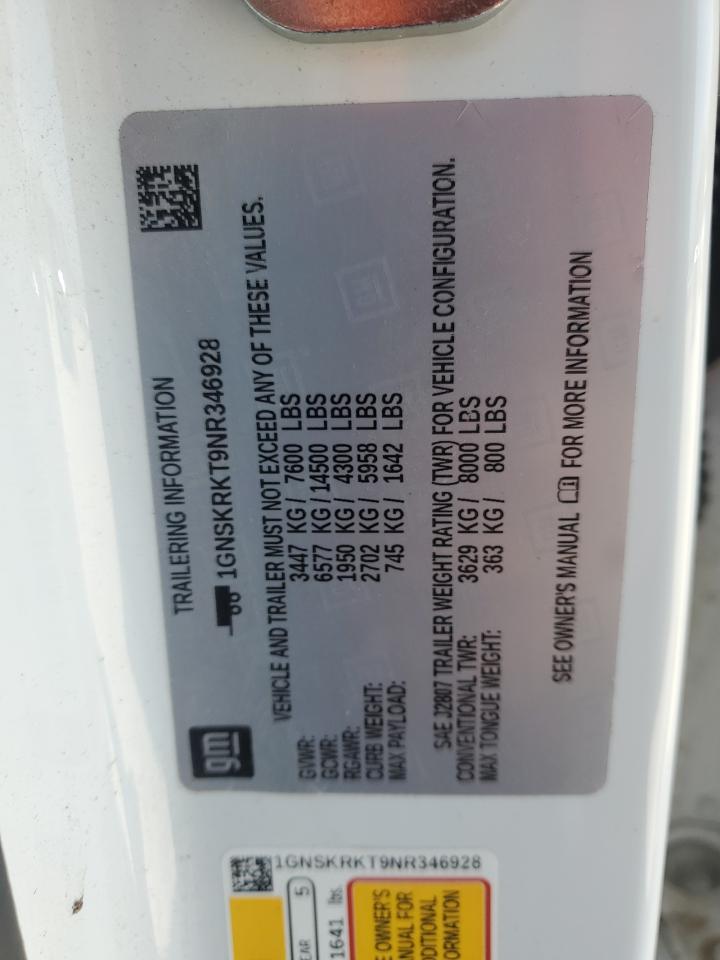 gm
TRAILERING INFORMATION
1GNSKRKT9NR346928
VEHICLE AND TRAILER MUST NOT EXCEED ANY OF THESE VALUES.
GVWR: 3447 KG / 7600 LBS
GCWR: 6577 KG / 14500 LBS
RGAWR: 1950 KG / 4300 LBS
CURB WEIGHT: 2702 KG / 5958 LBS
MAX PAYLOAD: 745 KG / 1642 LBS
SAE J2807 TRAILER WEIGHT RATING (TWR) FOR VEHICLE CONFIGURATION.
CONVENTIONAL TWR: 3629 KG / 8000 LBS
MAX TONGUE WEIGHT: 363 KG / 800 LBS
SEE OWNER'S MANUAL FOR MORE INFORMATION
1GNSKRKT9NR346928
EAR 5
1641 lbs.
E OWNER'S
NUAL FOR
DDITIONAL
ORMATION